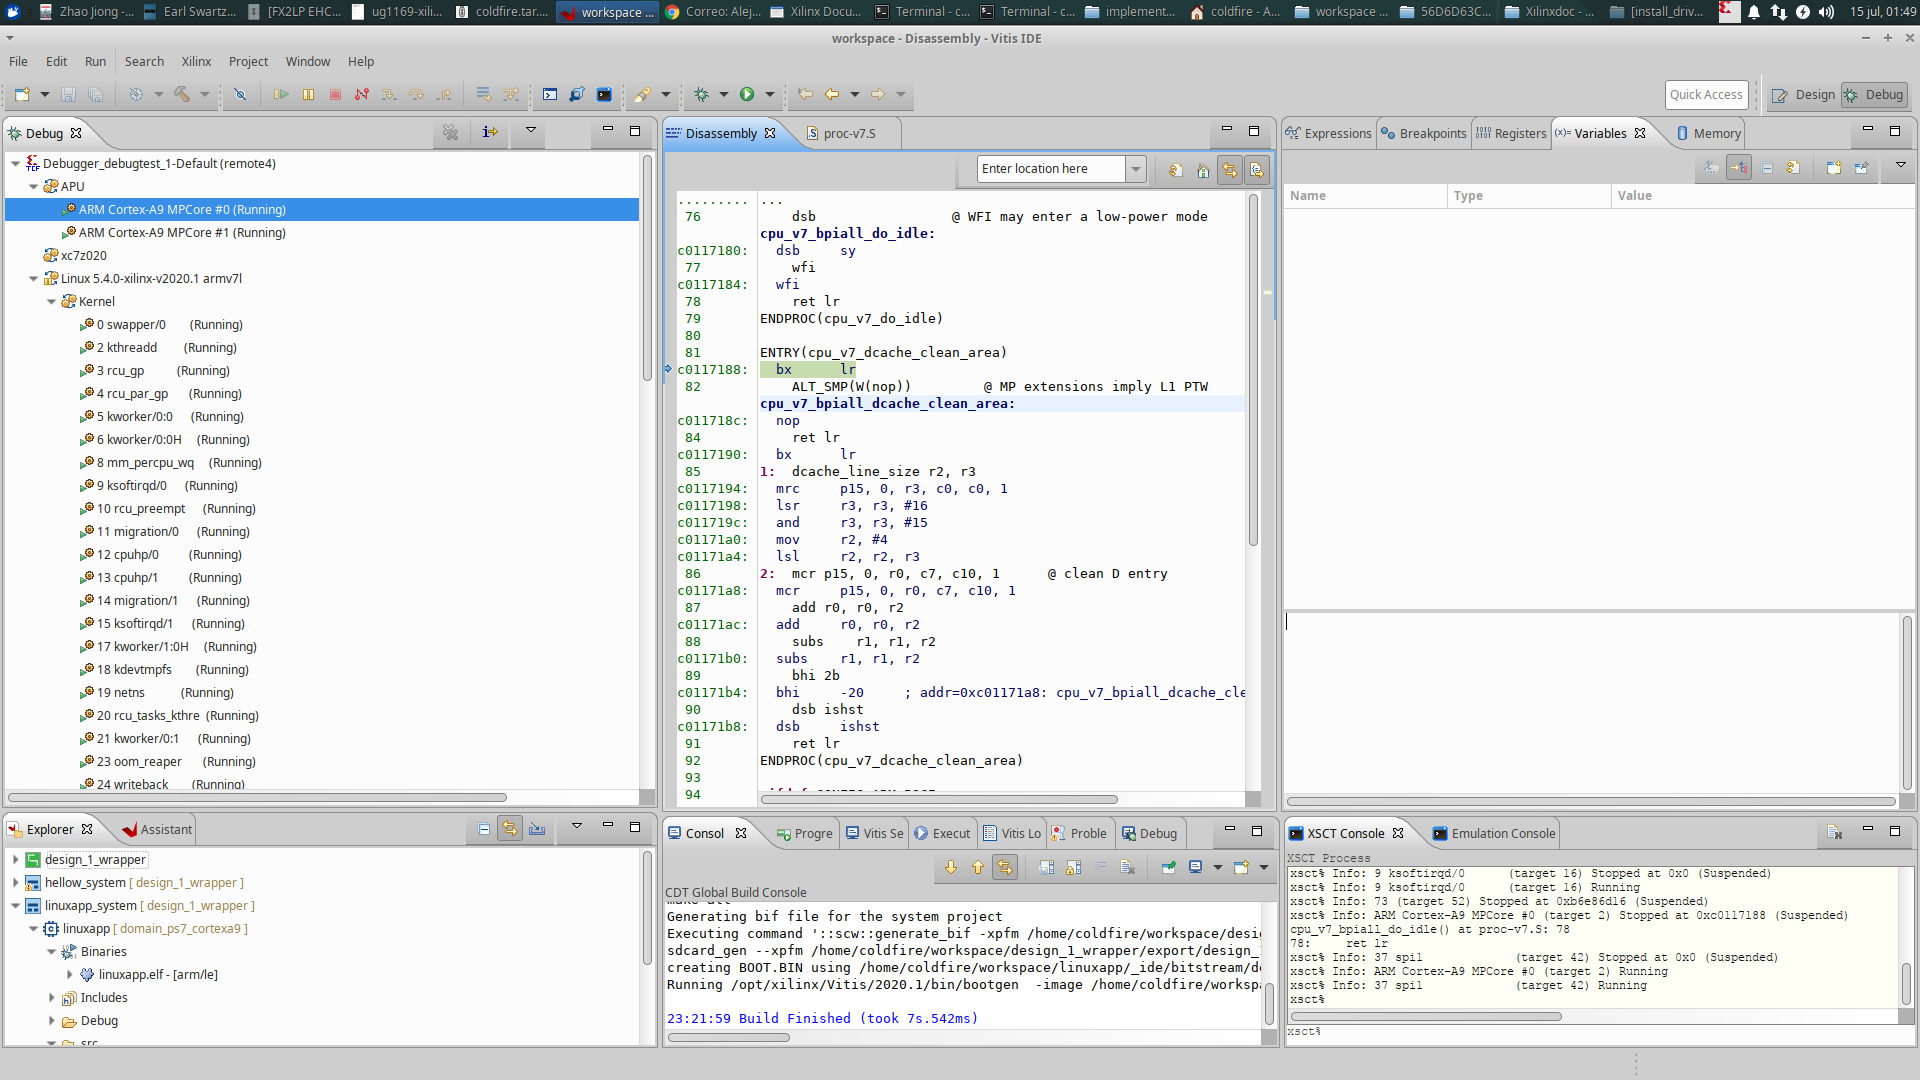 Zhao Jiong -...
Earl Swartz...
[FX2LP EHC...
ug1169-xili...
coldfire.tar....
workspace ...
Correo: Alej...
Xilinx Docu...
Terminal - c...
Terminal - c...
implement...
coldfire - A...
workspace ...
56D6D63C...
Xilinxdoc - ...
[install_driv...
15 jul, 01:49
workspace - Disassembly - Vitis IDE
File Edit Run Search Xilinx Project Window Help
Quick Access
Design
Debug
Debug
Debugger_debugtest_1-Default (remote4)
APU
ARM Cortex-A9 MPCore #0 (Running)
ARM Cortex-A9 MPCore #1 (Running)
xc7z020
Linux 5.4.0-xilinx-v2020.1 armv7l
Kernel
0 swapper/0 (Running)
2 kthreadd (Running)
3 rcu_gp (Running)
4 rcu_par_gp (Running)
5 kworker/0:0 (Running)
6 kworker/0:0H (Running)
8 mm_percpu_wq (Running)
9 ksoftirqd/0 (Running)
10 rcu_preempt (Running)
11 migration/0 (Running)
12 cpuhp/0 (Running)
13 cpuhp/1 (Running)
14 migration/1 (Running)
15 ksoftirqd/1 (Running)
17 kworker/1:0H (Running)
18 kdevtmpfs (Running)
19 netns (Running)
20 rcu_tasks_kthre (Running)
21 kworker/0:1 (Running)
23 oom_reaper (Running)
24 writeback (Running)
Disassembly
proc-v7.S
Enter location here
......... ...
76 dsb @ WFI may enter a low-power mode
cpu_v7_bpiall_do_idle:
c0117180: dsb sy
77 wfi
c0117184: wfi
78 ret lr
79 ENDPROC(cpu_v7_do_idle)
80
81 ENTRY(cpu_v7_dcache_clean_area)
c0117188: bx lr
82 ALT_SMP(W(nop)) @ MP extensions imply L1 PTW
cpu_v7_bpiall_dcache_clean_area:
c011718c: nop
84 ret lr
c0117190: bx lr
85 1: dcache_line_size r2, r3
c0117194: mrc p15, 0, r3, c0, c0, 1
c0117198: lsr r3, r3, #16
c011719c: and r3, r3, #15
c01171a0: mov r2, #4
c01171a4: lsl r2, r2, r3
86 2: mcr p15, 0, r0, c7, c10, 1 @ clean D entry
c01171a8: mcr p15, 0, r0, c7, c10, 1
87 add r0, r0, r2
c01171ac: add r0, r0, r2
88 subs r1, r1, r2
c01171b0: subs r1, r1, r2
89 bhi 2b
c01171b4: bhi -20 ; addr=0xc01171a8: cpu_v7_bpiall_dcache_cle
90 dsb ishst
c01171b8: dsb ishst
91 ret lr
92 ENDPROC(cpu_v7_dcache_clean_area)
93
94
Expressions
Breakpoints
Registers
Variables
Memory
Name Type Value
Explorer
Assistant
design_1_wrapper
hellow_system [ design_1_wrapper ]
linuxapp_system [ design_1_wrapper ]
linuxapp [ domain_ps7_cortexa9 ]
Binaries
linuxapp.elf - [arm/le]
Includes
Debug
src
Consol
Progre
Vitis Se
Execut
Vitis Lo
Proble
Debug
CDT Global Build Console
make all
Generating bif file for the system project
Executing command '::scw::generate_bif -xpfm /home/coldfire/workspace/desi
sdcard_gen --xpfm /home/coldfire/workspace/design_1_wrapper/export/design_
creating BOOT.BIN using /home/coldfire/workspace/linuxapp/_ide/bitstream/d
Running /opt/xilinx/Vitis/2020.1/bin/bootgen -image /home/coldfire/worksp
23:21:59 Build Finished (took 7s.542ms)
XSCT Console
Emulation Console
XSCT Process
xsct% Info: 9 ksoftirqd/0 (target 16) Stopped at 0x0 (Suspended)
xsct% Info: 9 ksoftirqd/0 (target 16) Running
xsct% Info: 73 (target 52) Stopped at 0xb6e86d16 (Suspended)
xsct% Info: ARM Cortex-A9 MPCore #0 (target 2) Stopped at 0xc0117188 (Suspended)
cpu_v7_do_idle() at proc-v7.S: 78
78: ret lr
xsct% Info: 37 spi1 (target 42) Stopped at 0x0 (Suspended)
xsct% Info: ARM Cortex-A9 MPCore #0 (target 2) Running
xsct% Info: 37 spi1 (target 42) Running
xsct%
xsct%